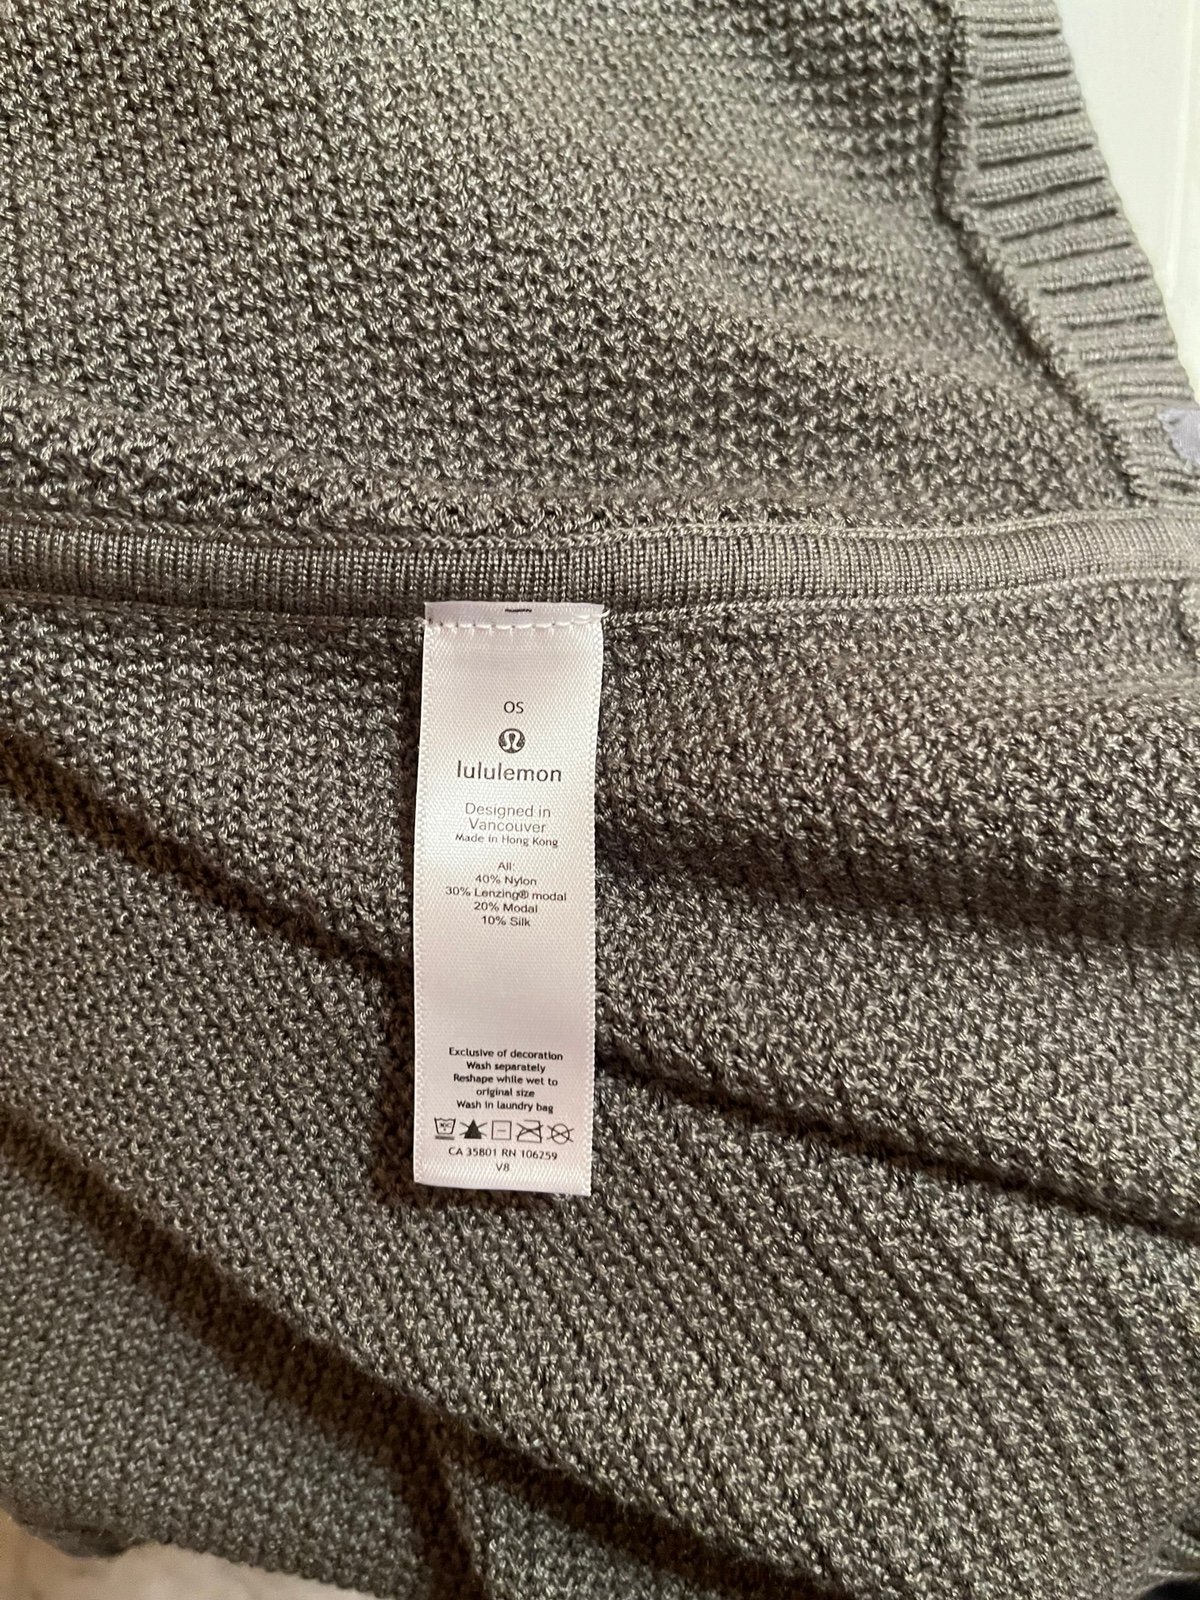 OS
lululemon
Designed in
Vancouver
Made in Hong Kong
All:
40% Nylon
30% Lenzing® modal
20% Modal
10% Silk
Exclusive of decoration
Wash separately
Reshape while wet to
original size
Wash in laundry bag
CA 35801 RN 106259
V8